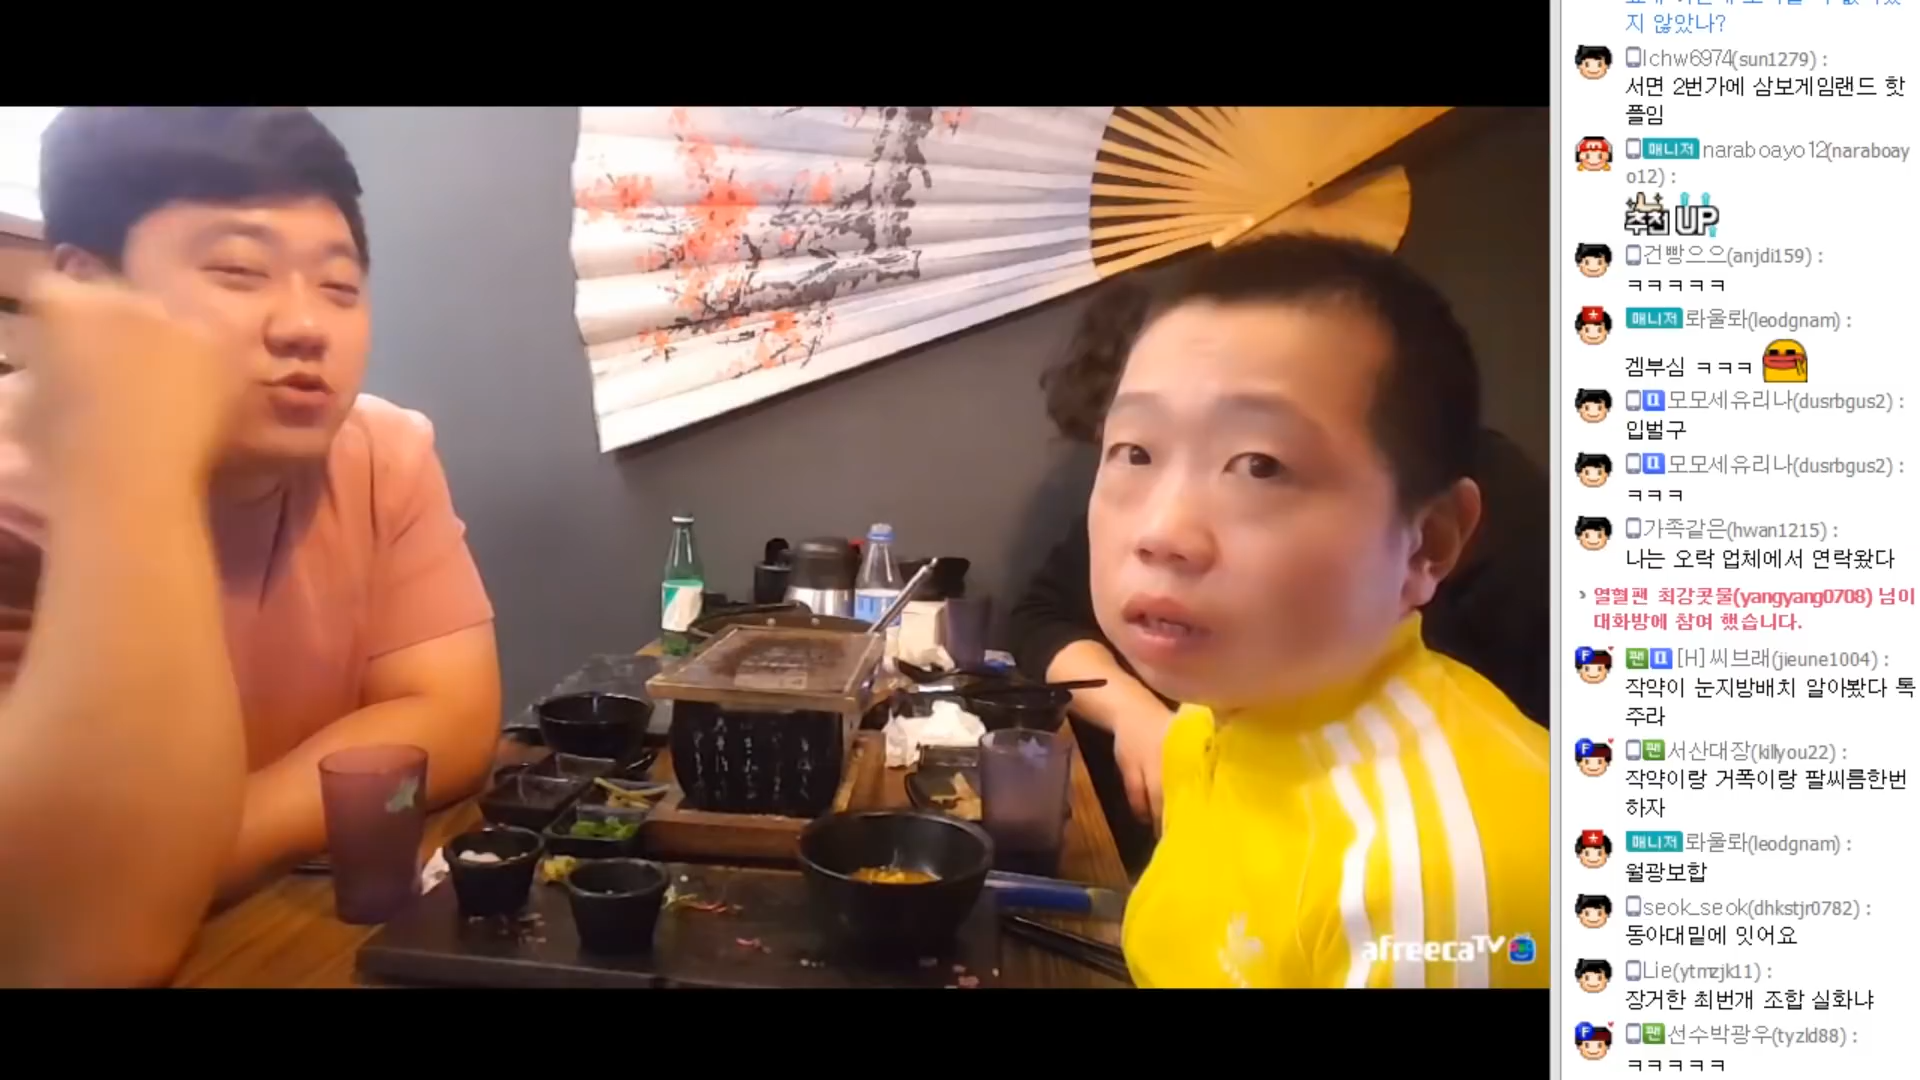 지 않았나?
lchw6974(sun1279) :
서면 2번가에 삼보게임랜드 핫
플임
매니저 naraboayo12(naraboay
o12) :
추천 UP
건빵으으(anjdi159) :
ㅋㅋㅋㅋㅋ
매니저 롸울롸(leodgnam) :
겜부심 ㅋㅋㅋ
모모세유리나(dusrbgus2) :
입벌구
모모세유리나(dusrbgus2) :
ㅋㅋㅋ
가족같은(hwan1215) :
나는 오락 업체에서 연락왔다
열혈팬 최강콧물(yangyang0708) 님이
대화방에 참여 했습니다.
팬 [H]씨브래(jieune1004) :
작약이 눈지방배치 알아봤다 톡
주라
팬 서산대장(killyou22) :
작약이랑 거폭이랑 팔씨름한번
하자
매니저 롸울롸(leodgnam) :
월광보합
seok_seok(dhkstjr0782) :
동아대밑에 잇어요
Lie(ytmzjk11) :
장거한 최번개 조합 실화냐
팬 선수박광우(tyzld88) :
ㅋㅋㅋㅋㅋ
afreecaTV